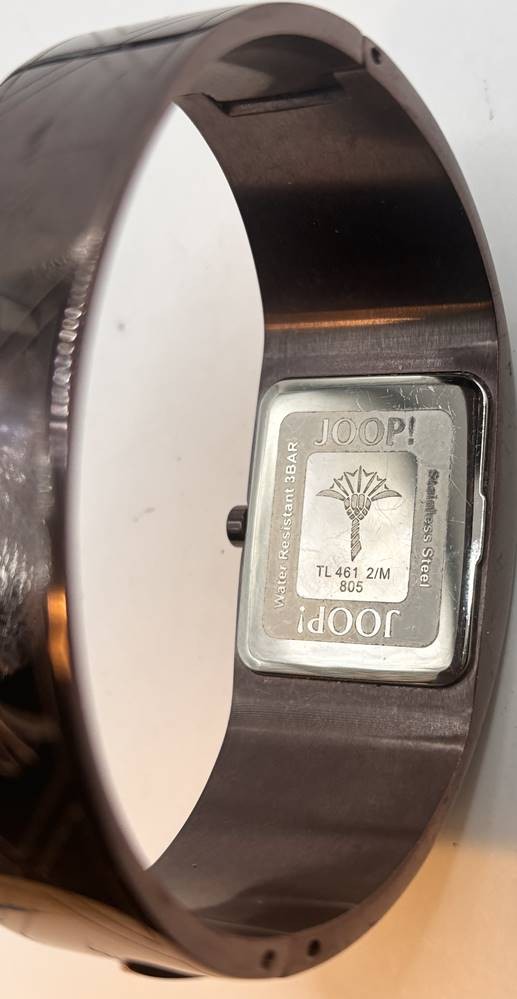 JOOP!
Water Resistant 3BAR
Stainless Steel
TL 461 2/M
805
JOOP!